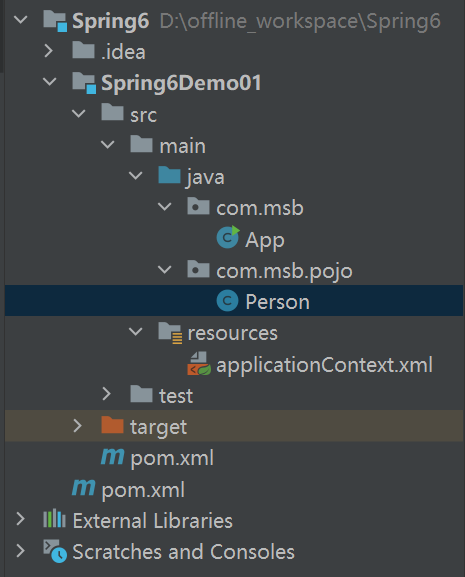 Spring6 D:\offline_workspace\Spring6
.idea
Spring6Demo01
src
main
java
com.msb
C App
com.msb.pojo
C Person
resources
applicationContext.xml
test
target
m pom.xml
m pom.xml
External Libraries
Scratches and Consoles